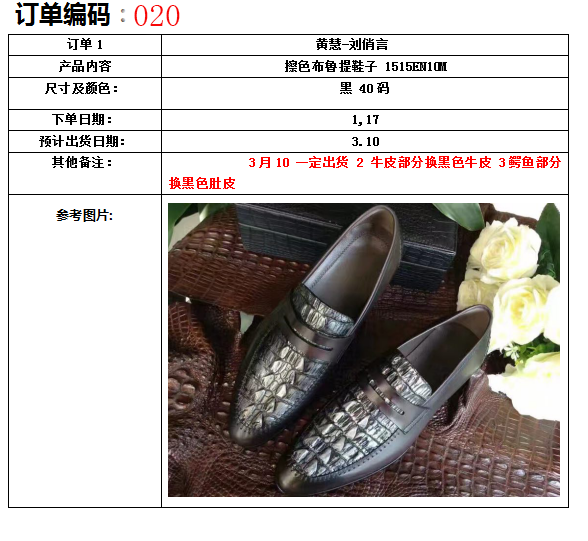 订单编码：020
订单 1
黄慧-刘俏言
产品内容
擦色布鲁提鞋子 1515EN10M
尺寸及颜色：
黑 40码
下单日期：
1,17
预计出货日期：
3.10
其他备注：
3月10 一定出货 2 牛皮部分换黑色牛皮 3鳄鱼部分
换黑色肚皮
参考图片: